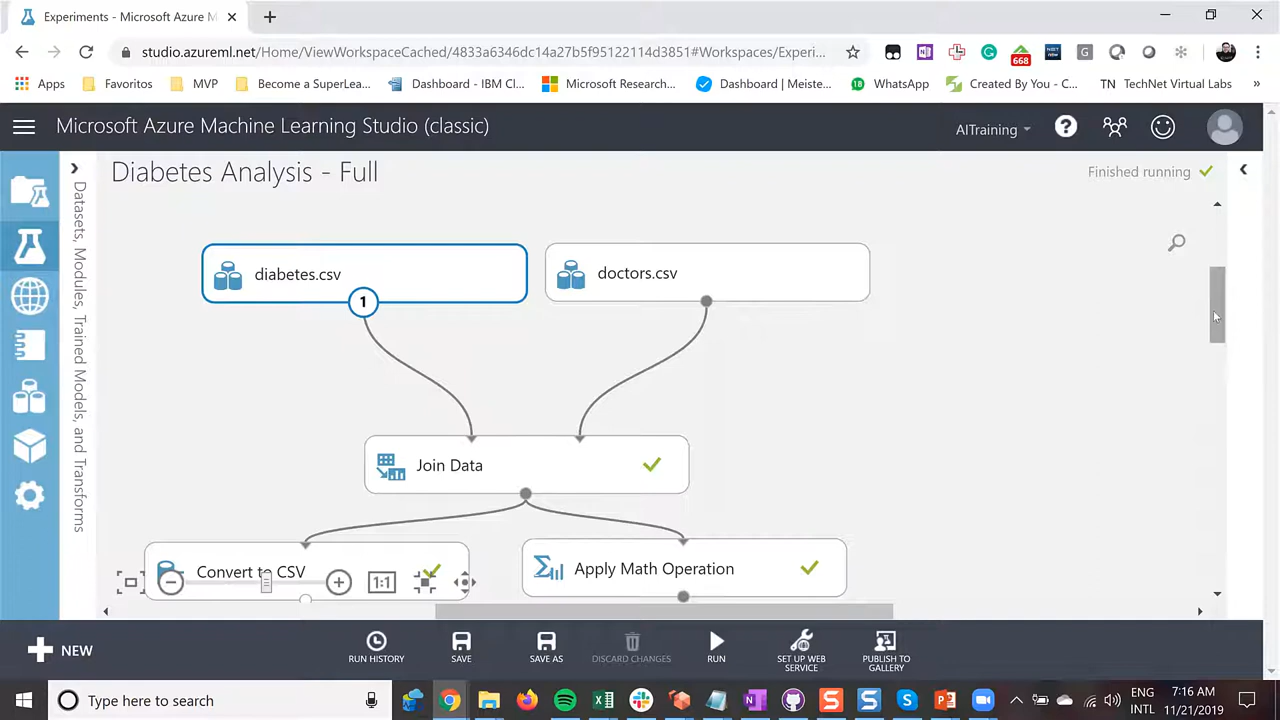 Experiments - Microsoft Azure M
studio.azureml.net/Home/ViewWorkspaceCached/4833a6346dc14a27b5f95122114d3851#Workspaces/Experi...
668
G
Apps
Favoritos
MVP
Become a SuperLea...
Dashboard - IBM Cl...
Microsoft Research...
Dashboard | Meiste...
18
WhatsApp
Created By You - C...
TN TechNet Virtual Labs
»
Microsoft Azure Machine Learning Studio (classic)
AITraining
?
Diabetes Analysis - Full
Finished running
Datasets, Modules, Trained Models, and Transforms
diabetes.csv
doctors.csv
1
Join Data
Convert to CSV
Apply Math Operation
1:1
NEW
RUN HISTORY
SAVE
SAVE AS
DISCARD CHANGES
RUN
SET UP WEB
SERVICE
PUBLISH TO
GALLERY
Type here to search
ENG
INTL
7:16 AM
11/21/2019